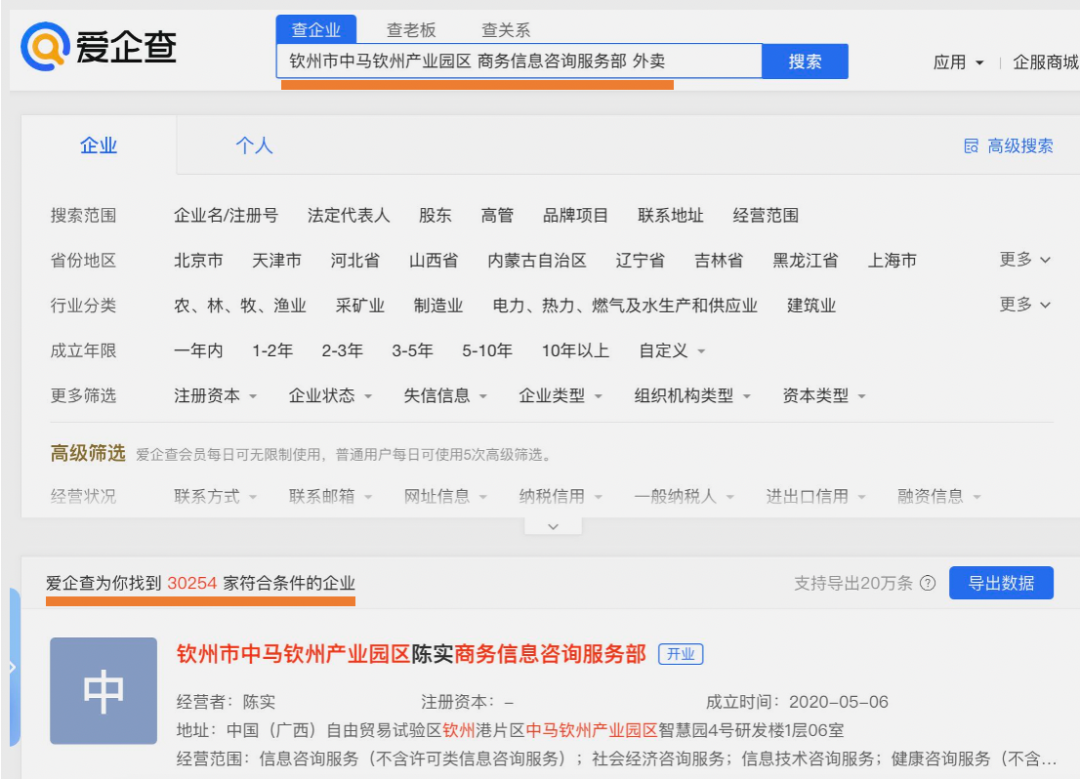 爱企查
查企业 查老板 查关系
钦州市中马钦州产业园区 商务信息咨询服务部 外卖 搜索 应用 企服商城
企业 个人 高级搜索
搜索范围 企业名/注册号 法定代表人 股东 高管 品牌项目 联系地址 经营范围
省份地区 北京市 天津市 河北省 山西省 内蒙古自治区 辽宁省 吉林省 黑龙江省 上海市 更多
行业分类 农、林、牧、渔业 采矿业 制造业 电力、热力、燃气及水生产和供应业 建筑业 更多
成立年限 一年内 1-2年 2-3年 3-5年 5-10年 10年以上 自定义
更多筛选 注册资本 企业状态 失信信息 企业类型 组织机构类型 资本类型
高级筛选 爱企查会员每日可无限制使用，普通用户每日可使用5次高级筛选。
经营状况 联系方式 联系邮箱 网址信息 纳税信用 一般纳税人 进出口信用 融资信息
爱企查为你找到 30254 家符合条件的企业 支持导出20万条 ? 导出数据
中
钦州市中马钦州产业园区陈实商务信息咨询服务部 开业
经营者：陈实 注册资本：- 成立时间：2020-05-06
地址：中国（广西）自由贸易试验区钦州港片区中马钦州产业园区智慧园4号研发楼1层06室
经营范围：信息咨询服务（不含许可类信息咨询服务）；社会经济咨询服务；信息技术咨询服务；健康咨询服务（不含...